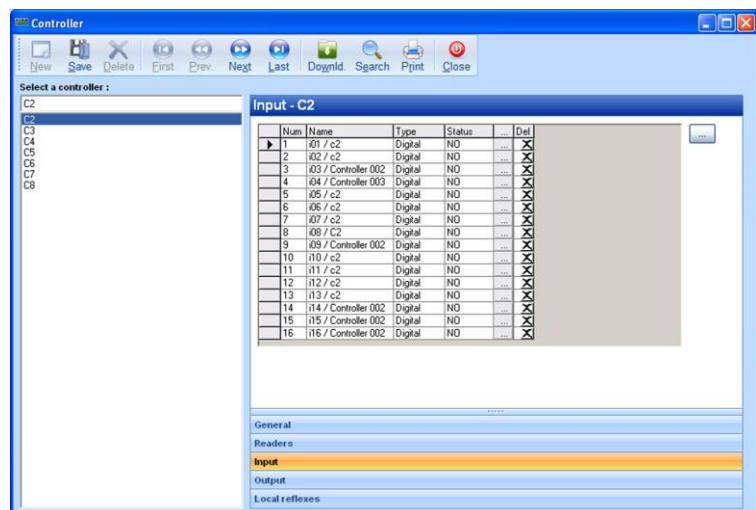 Controller
New Save Delete First Prev. Next Last Downld. Search Print Close
Select a controller :
C2
C2
C3
C4
C5
C6
C7
C8
Input - C2
Num Name Type Status ... Del
1 i01 / c2 Digital NO ... X
2 i02 / c2 Digital NO ... X
3 i03 / Controller 002 Digital NO ... X
4 i04 / Controller 003 Digital NO ... X
5 i05 / c2 Digital NO ... X
6 i06 / c2 Digital NO ... X
7 i07 / c2 Digital NO ... X
8 i08 / C2 Digital NO ... X
9 i09 / Controller 002 Digital NO ... X
10 i10 / c2 Digital NO ... X
11 i11 / c2 Digital NO ... X
12 i12 / c2 Digital NO ... X
13 i13 / c2 Digital NO ... X
14 i14 / Controller 002 Digital NO ... X
15 i15 / Controller 002 Digital NO ... X
16 i16 / Controller 002 Digital NO ... X
...
General
Readers
Input
Output
Local reflexes